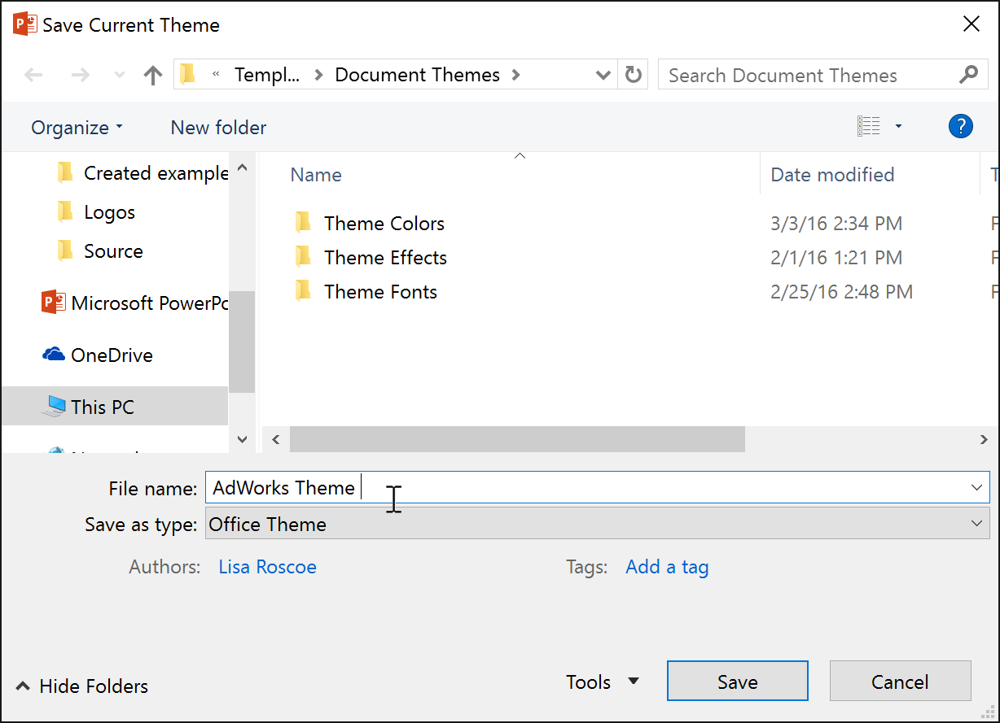 Save Current Theme
« Templ... > Document Themes >
Search Document Themes
Organize
New folder
?
Created example
Logos
Source
Microsoft PowerPo
OneDrive
This PC
Name Date modified
Theme Colors 3/3/16 2:34 PM
Theme Effects 2/1/16 1:21 PM
Theme Fonts 2/25/16 2:48 PM
File name: AdWorks Theme
Save as type: Office Theme
Authors: Lisa Roscoe
Tags: Add a tag
Hide Folders
Tools
Save
Cancel